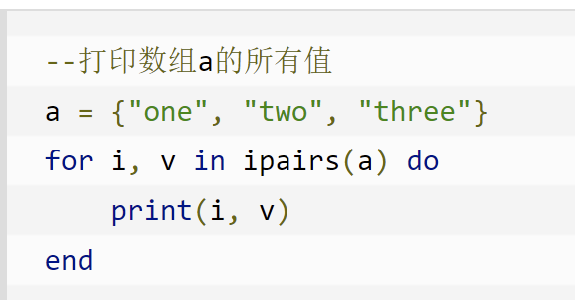 --打印数组a的所有值
a = {"one", "two", "three"}
for i, v in ipairs(a) do
    print(i, v)
end